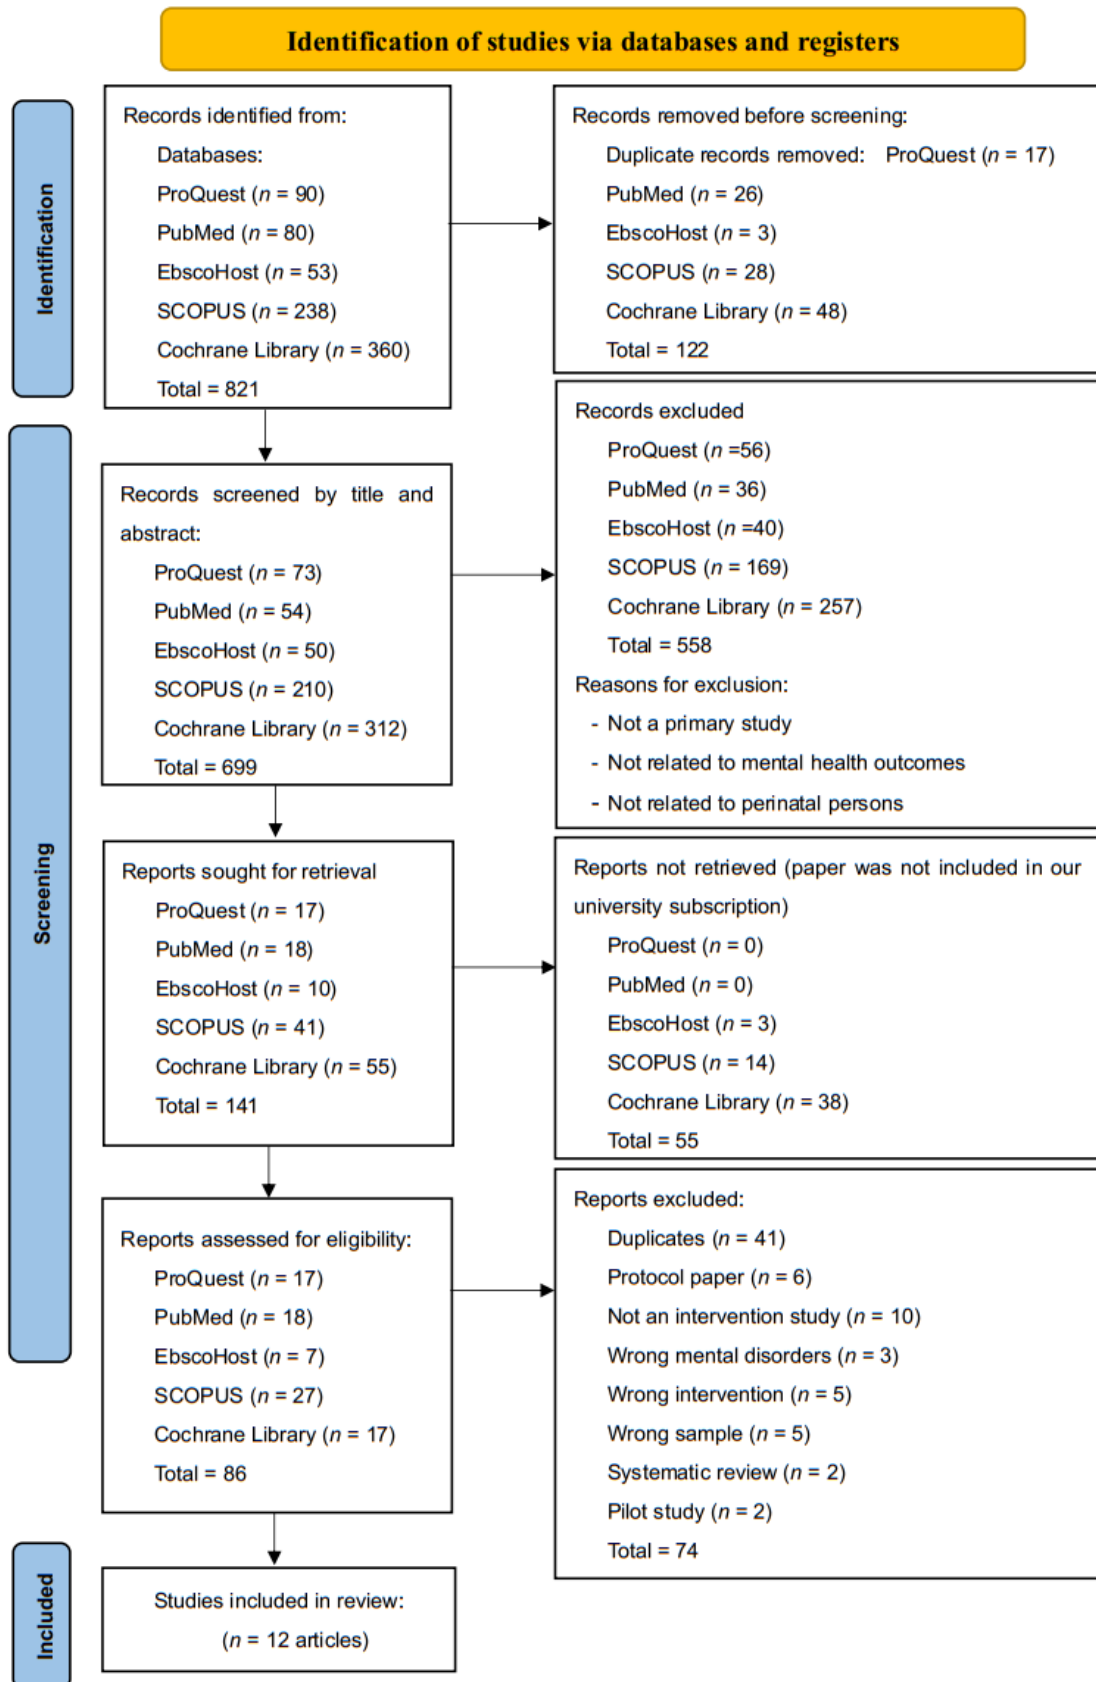 Identification of studies via databases and registers
Identification
Records identified from:
Databases:
ProQuest (n = 90)
PubMed (n = 80)
EbscoHost (n = 53)
SCOPUS (n = 238)
Cochrane Library (n = 360)
Total = 821
Records removed before screening:
Duplicate records removed: ProQuest (n = 17)
PubMed (n = 26)
EbscoHost (n = 3)
SCOPUS (n = 28)
Cochrane Library (n = 48)
Total = 122
Screening
Records screened by title and
abstract:
ProQuest (n = 73)
PubMed (n = 54)
EbscoHost (n = 50)
SCOPUS (n = 210)
Cochrane Library (n = 312)
Total = 699
Records excluded
ProQuest (n =56)
PubMed (n = 36)
EbscoHost (n =40)
SCOPUS (n = 169)
Cochrane Library (n = 257)
Total = 558
Reasons for exclusion:
- Not a primary study
- Not related to mental health outcomes
- Not related to perinatal persons
Reports sought for retrieval
ProQuest (n = 17)
PubMed (n = 18)
EbscoHost (n = 10)
SCOPUS (n = 41)
Cochrane Library (n = 55)
Total = 141
Reports not retrieved (paper was not included in our
university subscription)
ProQuest (n = 0)
PubMed (n = 0)
EbscoHost (n = 3)
SCOPUS (n = 14)
Cochrane Library (n = 38)
Total = 55
Reports assessed for eligibility:
ProQuest (n = 17)
PubMed (n = 18)
EbscoHost (n = 7)
SCOPUS (n = 27)
Cochrane Library (n = 17)
Total = 86
Reports excluded:
Duplicates (n = 41)
Protocol paper (n = 6)
Not an intervention study (n = 10)
Wrong mental disorders (n = 3)
Wrong intervention (n = 5)
Wrong sample (n = 5)
Systematic review (n = 2)
Pilot study (n = 2)
Total = 74
Included
Studies included in review:
(n = 12 articles)